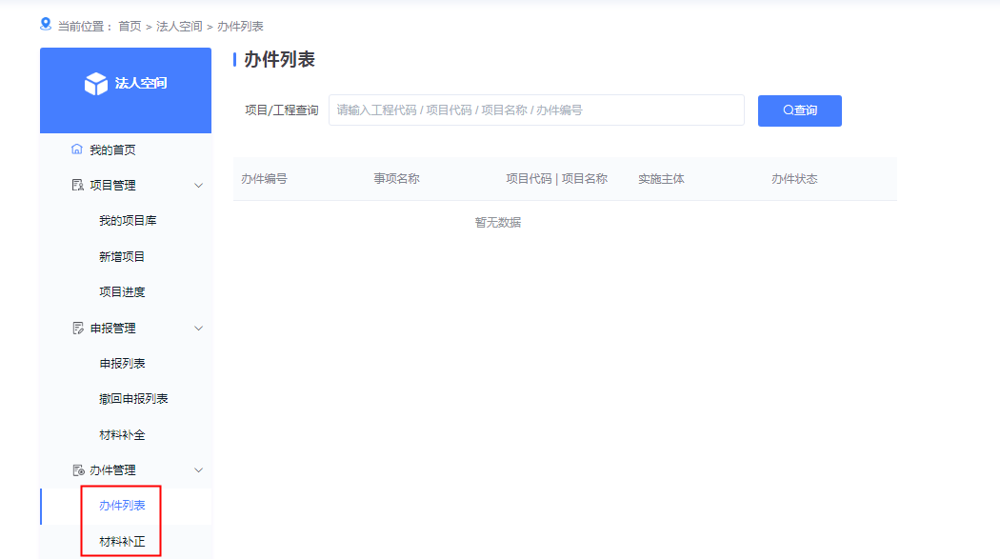 当前位置： 首页 > 法人空间 > 办件列表
法人空间
我的首页
项目管理
我的项目库
新增项目
项目进度
申报管理
申报列表
撤回申报列表
材料补全
办件管理
办件列表
材料补正
办件列表
项目/工程查询 请输入工程代码 / 项目代码 / 项目名称 / 办件编号 查询
办件编号 事项名称 项目代码 | 项目名称 实施主体 办件状态
暂无数据